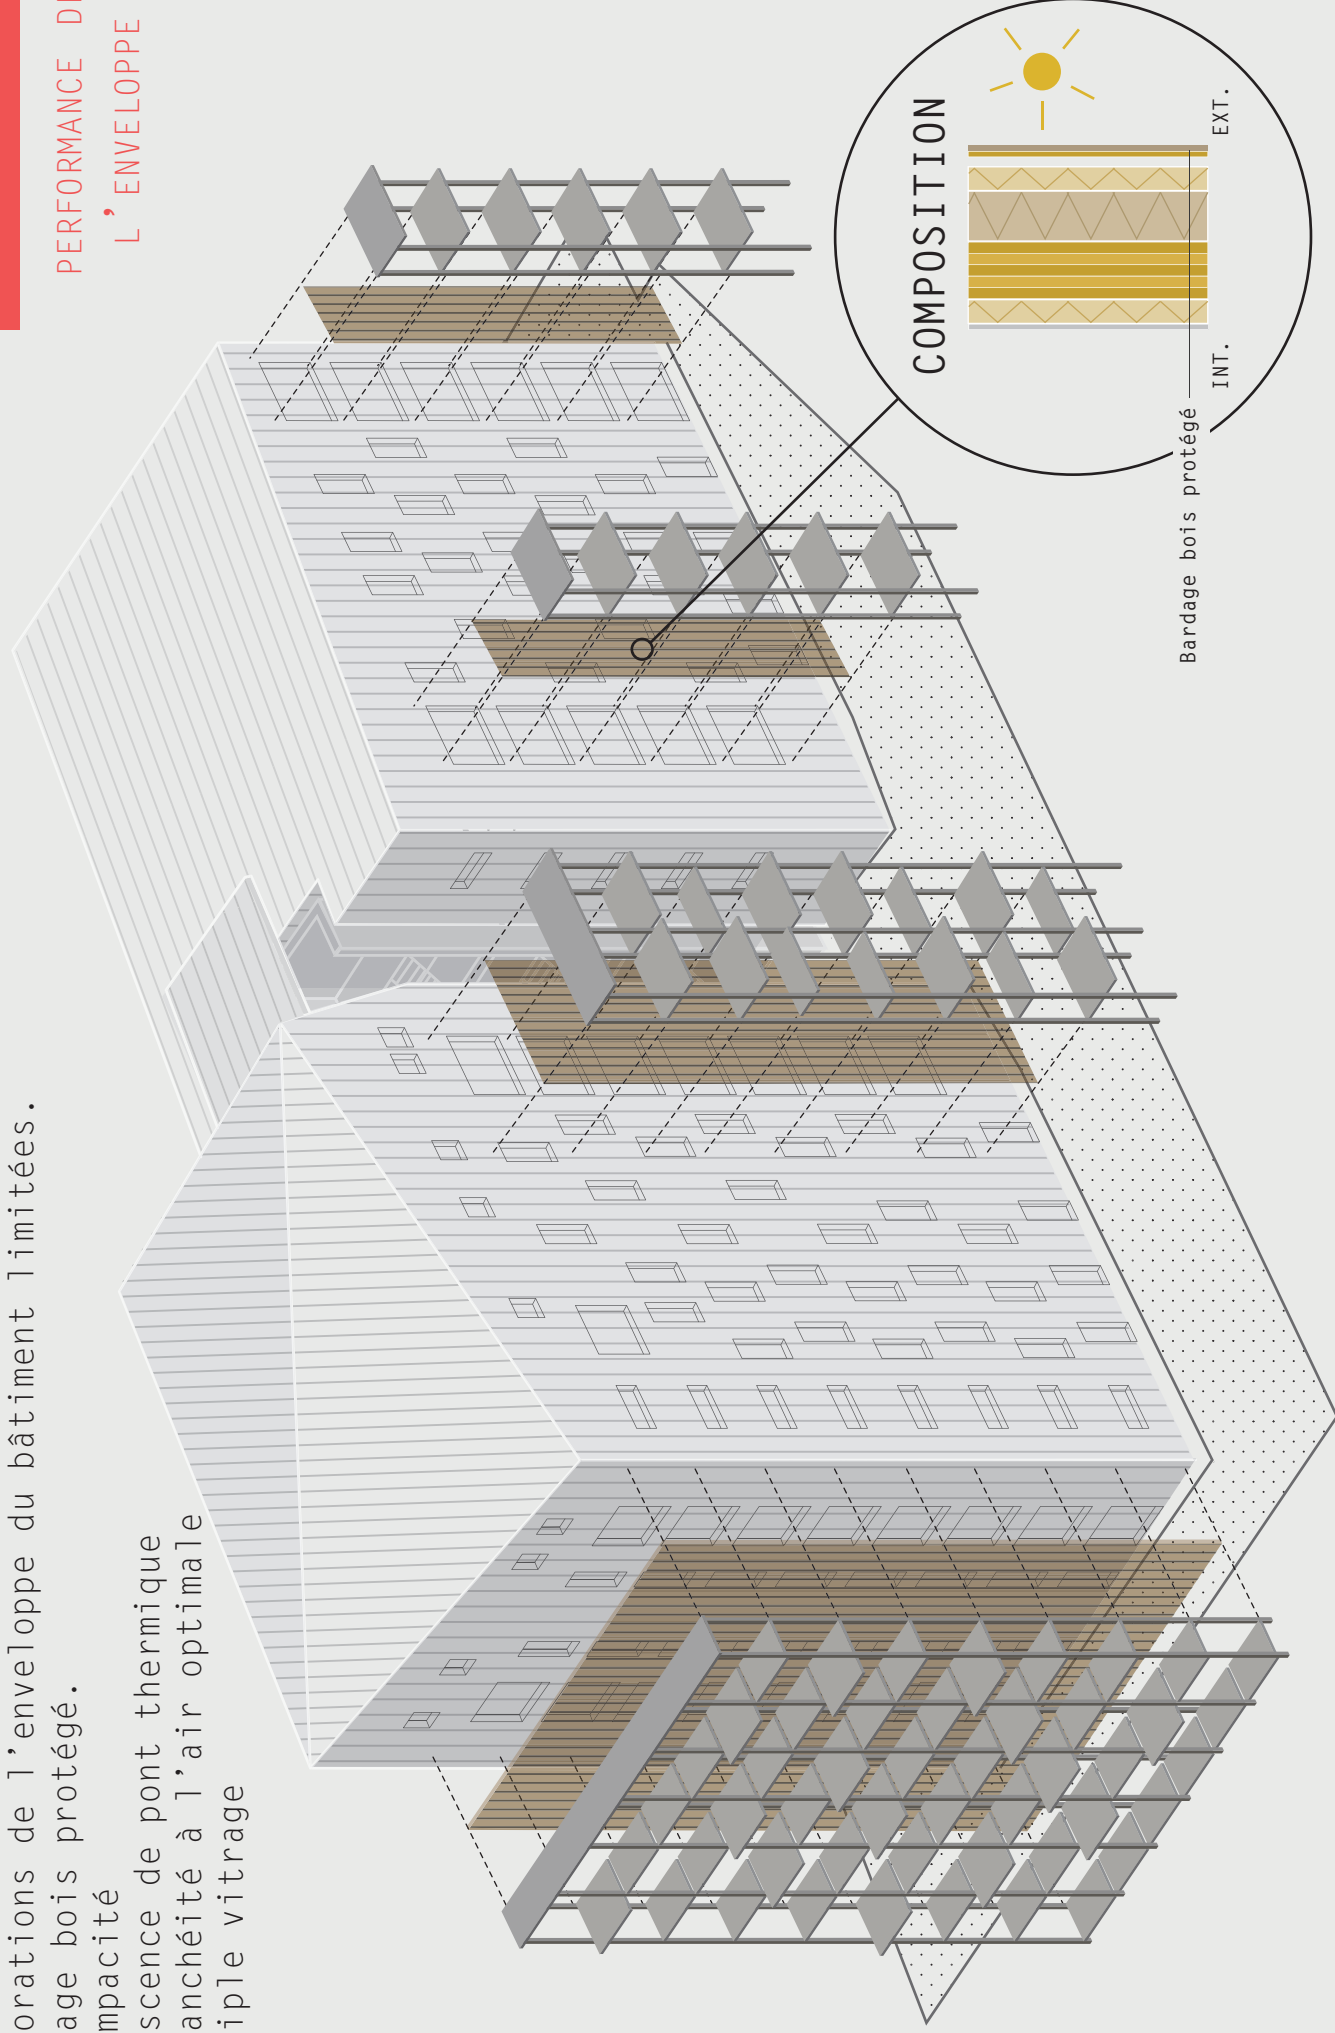 PERFORMANCE DE
L'ENVELOPPE
orations de l'enveloppe du bâtiment limitées.
age bois protégé.
mpacité
scence de pont thermique
anchéité à l'air optimale
iple vitrage
COMPOSITION
INT.
EXT.
Bardage bois protégé